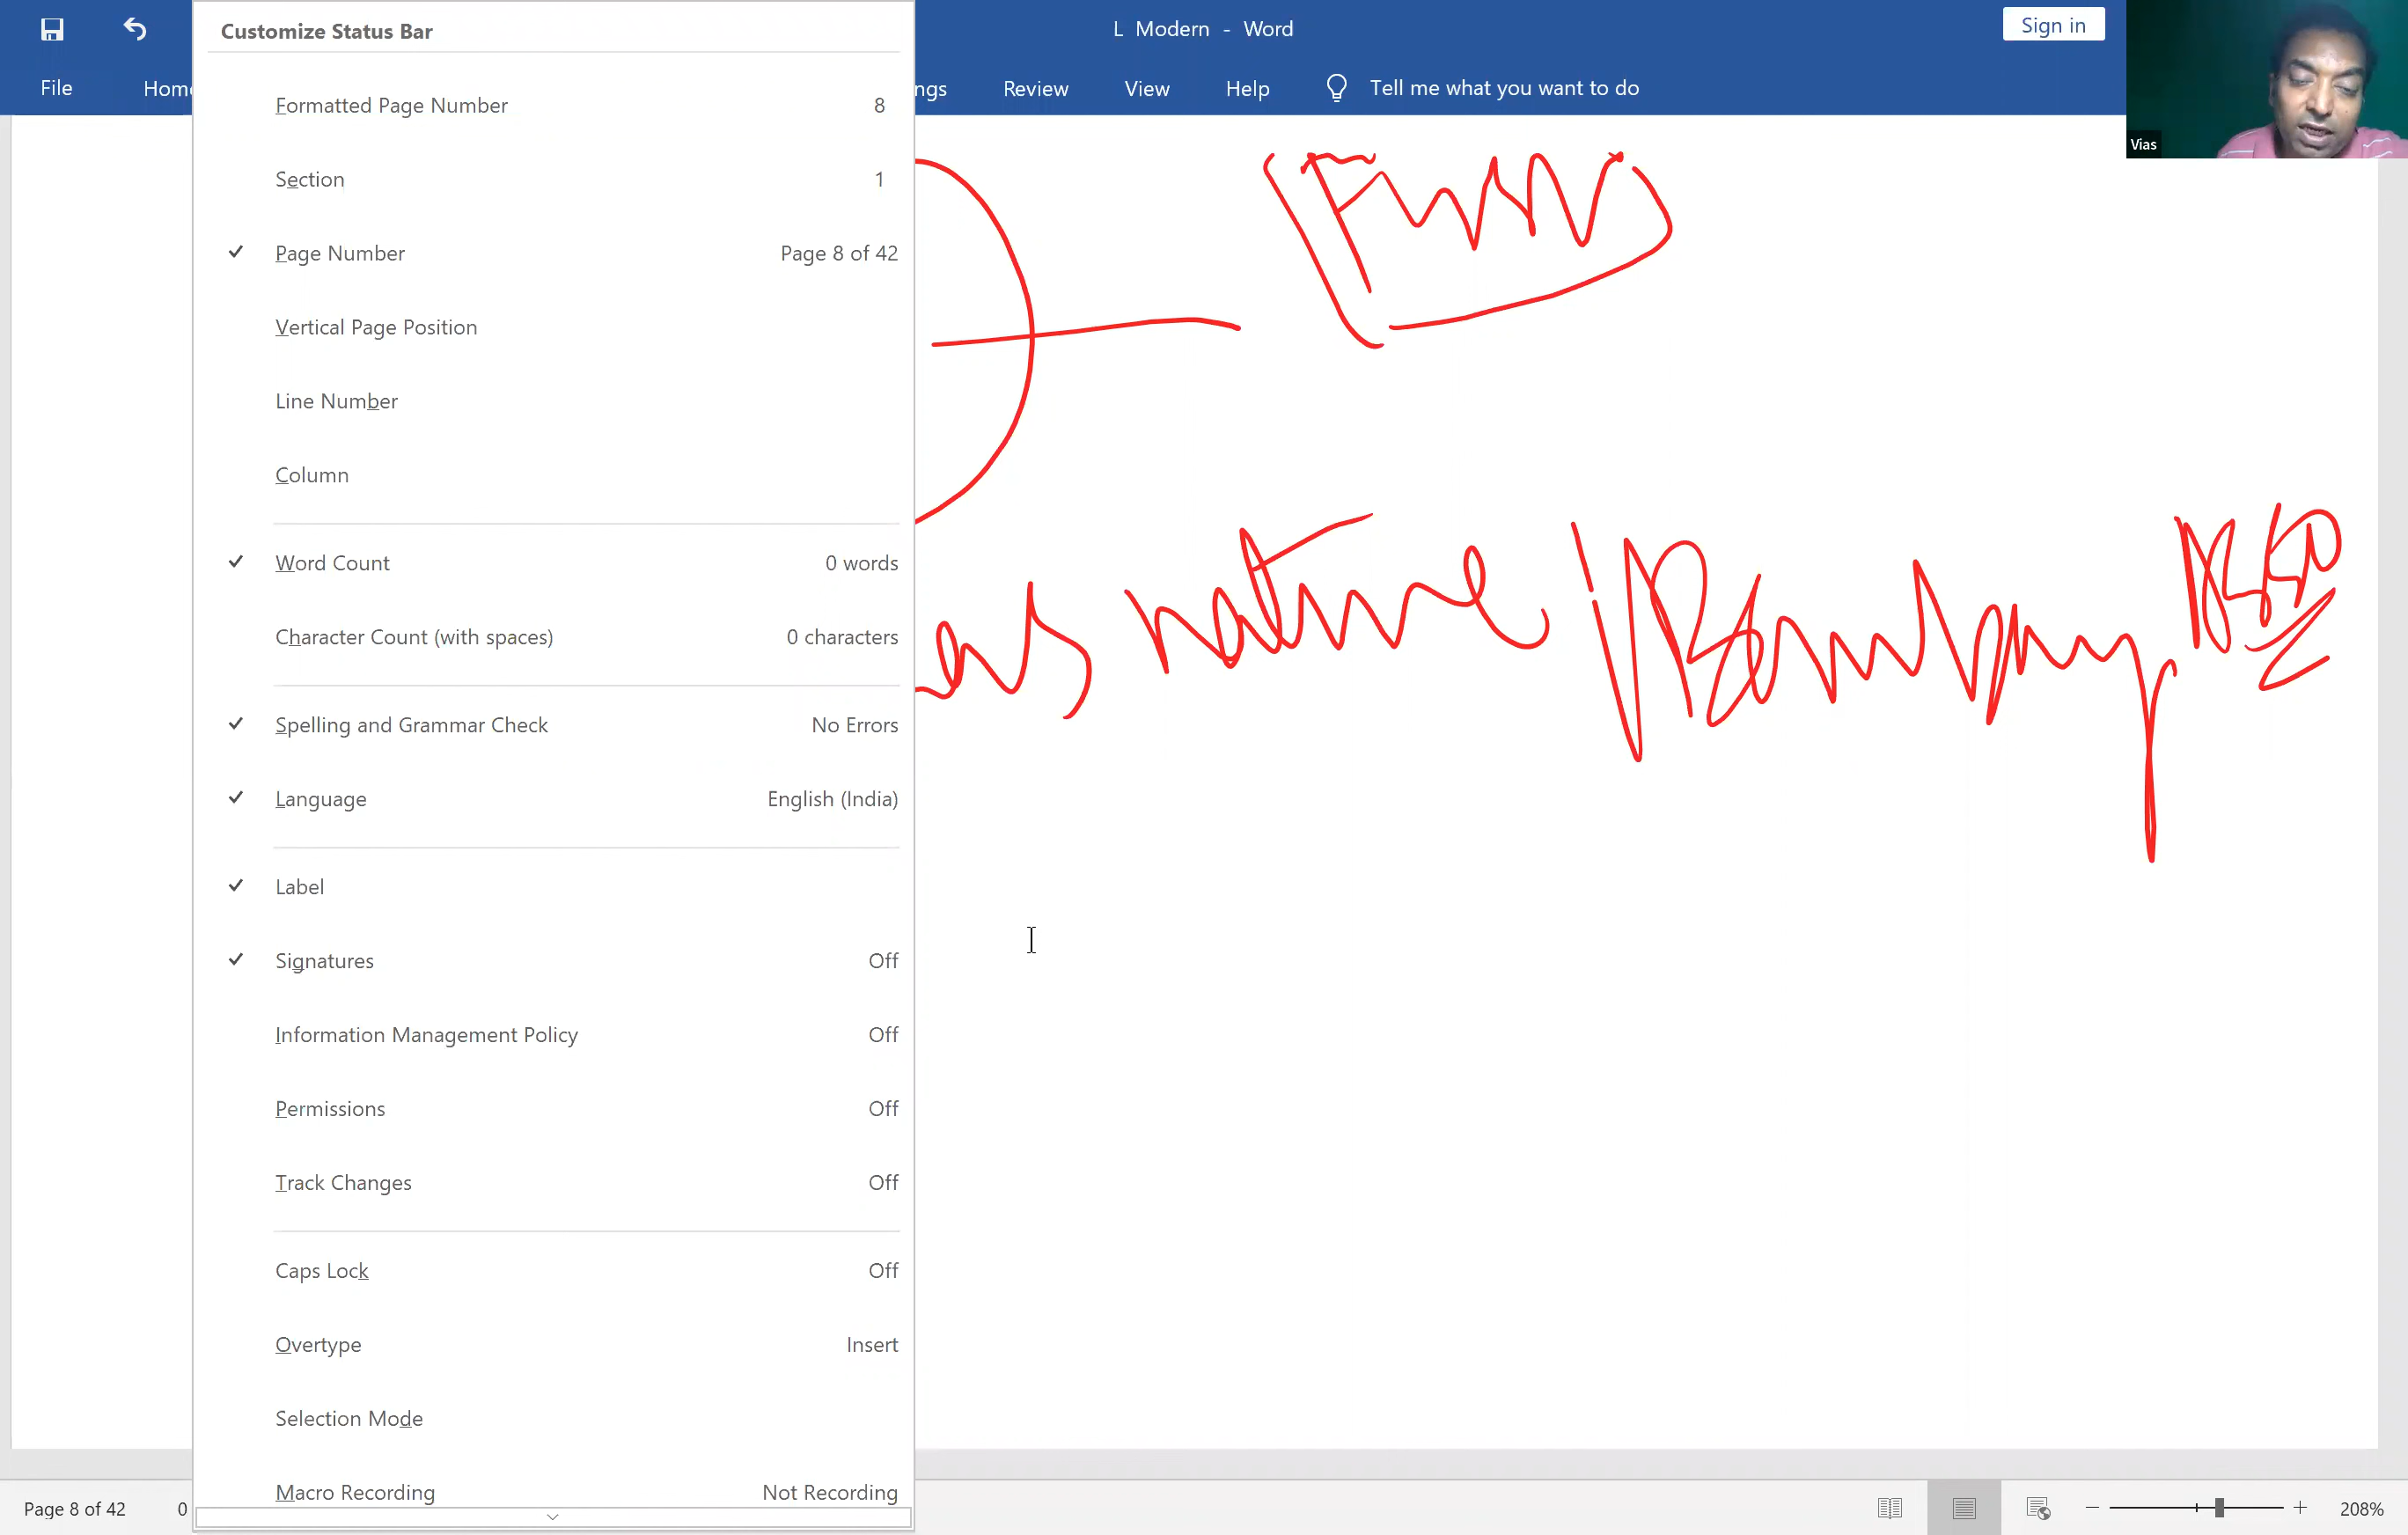 Customize Status Bar
L Modern - Word
Sign in
File
Home
ngs
Review
View
Help
Tell me what you want to do
Vias
Formatted Page Number 8
Section 1
Page Number Page 8 of 42
Vertical Page Position
Line Number
Column
Word Count 0 words
Character Count (with spaces) 0 characters
Spelling and Grammar Check No Errors
Language English (India)
Label
Signatures Off
Information Management Policy Off
Permissions Off
Track Changes Off
Caps Lock Off
Overtype Insert
Selection Mode
Macro Recording Not Recording
native
Page 8 of 42
0
208%